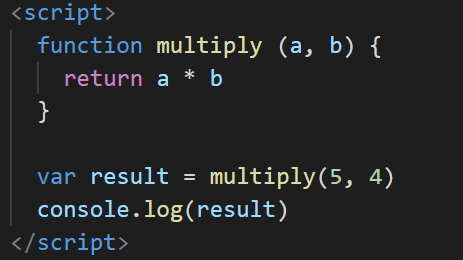 <script>
function multiply (a, b) {
return a * b
}
var result = multiply(5, 4)
console.log(result)
</script>